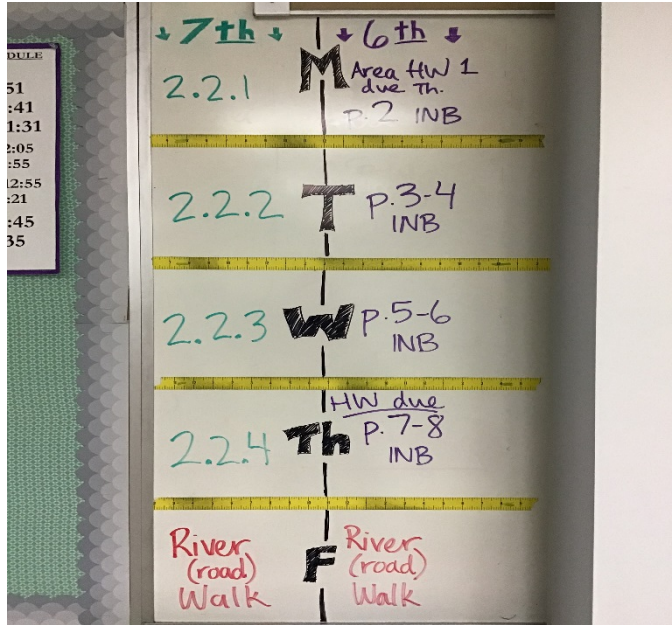 DULE
51
:41
1:31
2:05
:55
12:55
:21
:45
35
↓ 7th ↓
↓ 6th ↓
2.2.1
M
Area HW 1
due Th.
p.2 INB
2.2.2
T
p.3-4
INB
2.2.3
W
p.5-6
INB
2.2.4
Th
HW due
p.7-8
INB
River
(road)
Walk
F
River
(road)
Walk